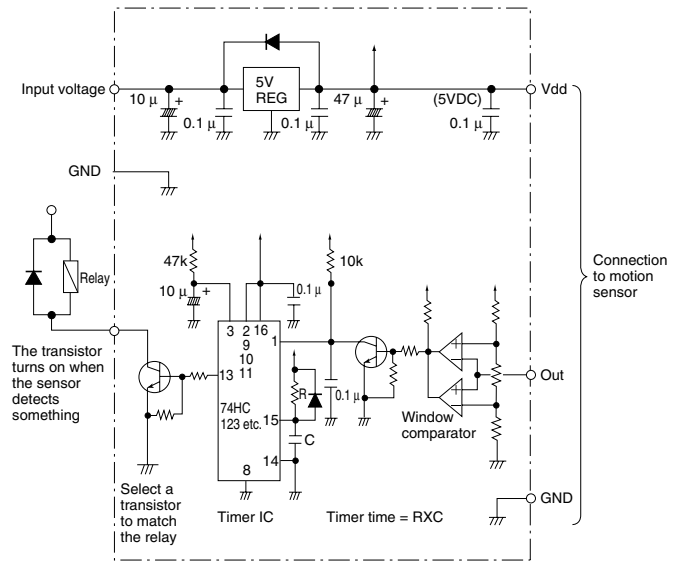 Input voltage
10 μ
+
0.1 μ
5V
REG
0.1 μ
47 μ
+
(5VDC)
0.1 μ
Vdd
GND
Relay
47k
10 μ
+
0.1 μ
10k
3
2
16
9
10
11
1
13
74HC
123 etc.
15
14
8
R
C
0.1 μ
+
−
+
−
Window
comparator
Out
GND
Connection
to motion
sensor
The transistor
turns on when
the sensor
detects
something
Select a
transistor
to match
the relay
Timer IC
Timer time = RXC